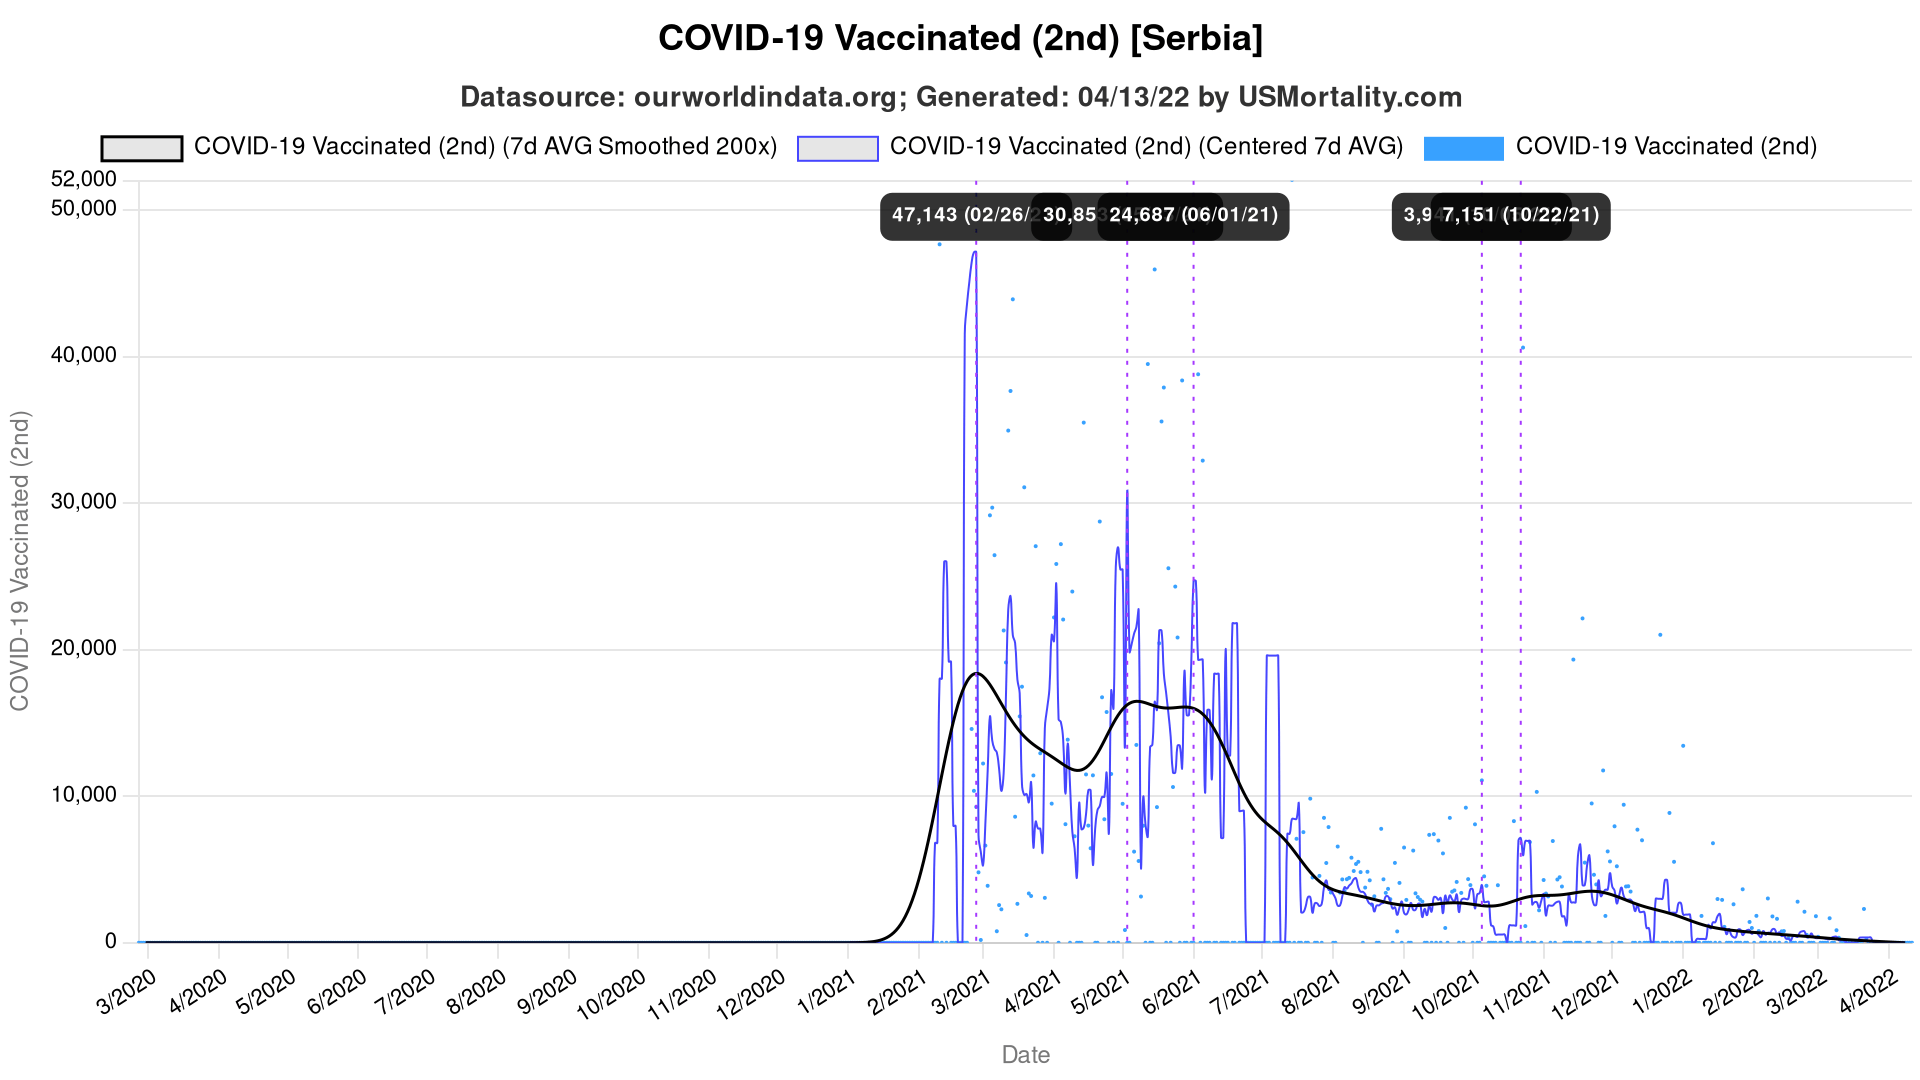 COVID-19 Vaccinated (2nd) [Serbia]
Datasource: ourworldindata.org; Generated: 04/13/22 by USMortality.com
COVID-19 Vaccinated (2nd) (7d AVG Smoothed 200x) COVID-19 Vaccinated (2nd) (Centered 7d AVG) COVID-19 Vaccinated (2nd)
52,000
50,000
40,000
30,000
20,000
10,000
0
COVID-19 Vaccinated (2nd)
47,143 (02/26/ 30,85 24,687 (06/01/21) 3,9 7,151 (10/22/21)
3/2020 4/2020 5/2020 6/2020 7/2020 8/2020 9/2020 10/2020 11/2020 12/2020 1/2021 2/2021 3/2021 4/2021 5/2021 6/2021 7/2021 8/2021 9/2021 10/2021 11/2021 12/2021 1/2022 2/2022 3/2022 4/2022
Date